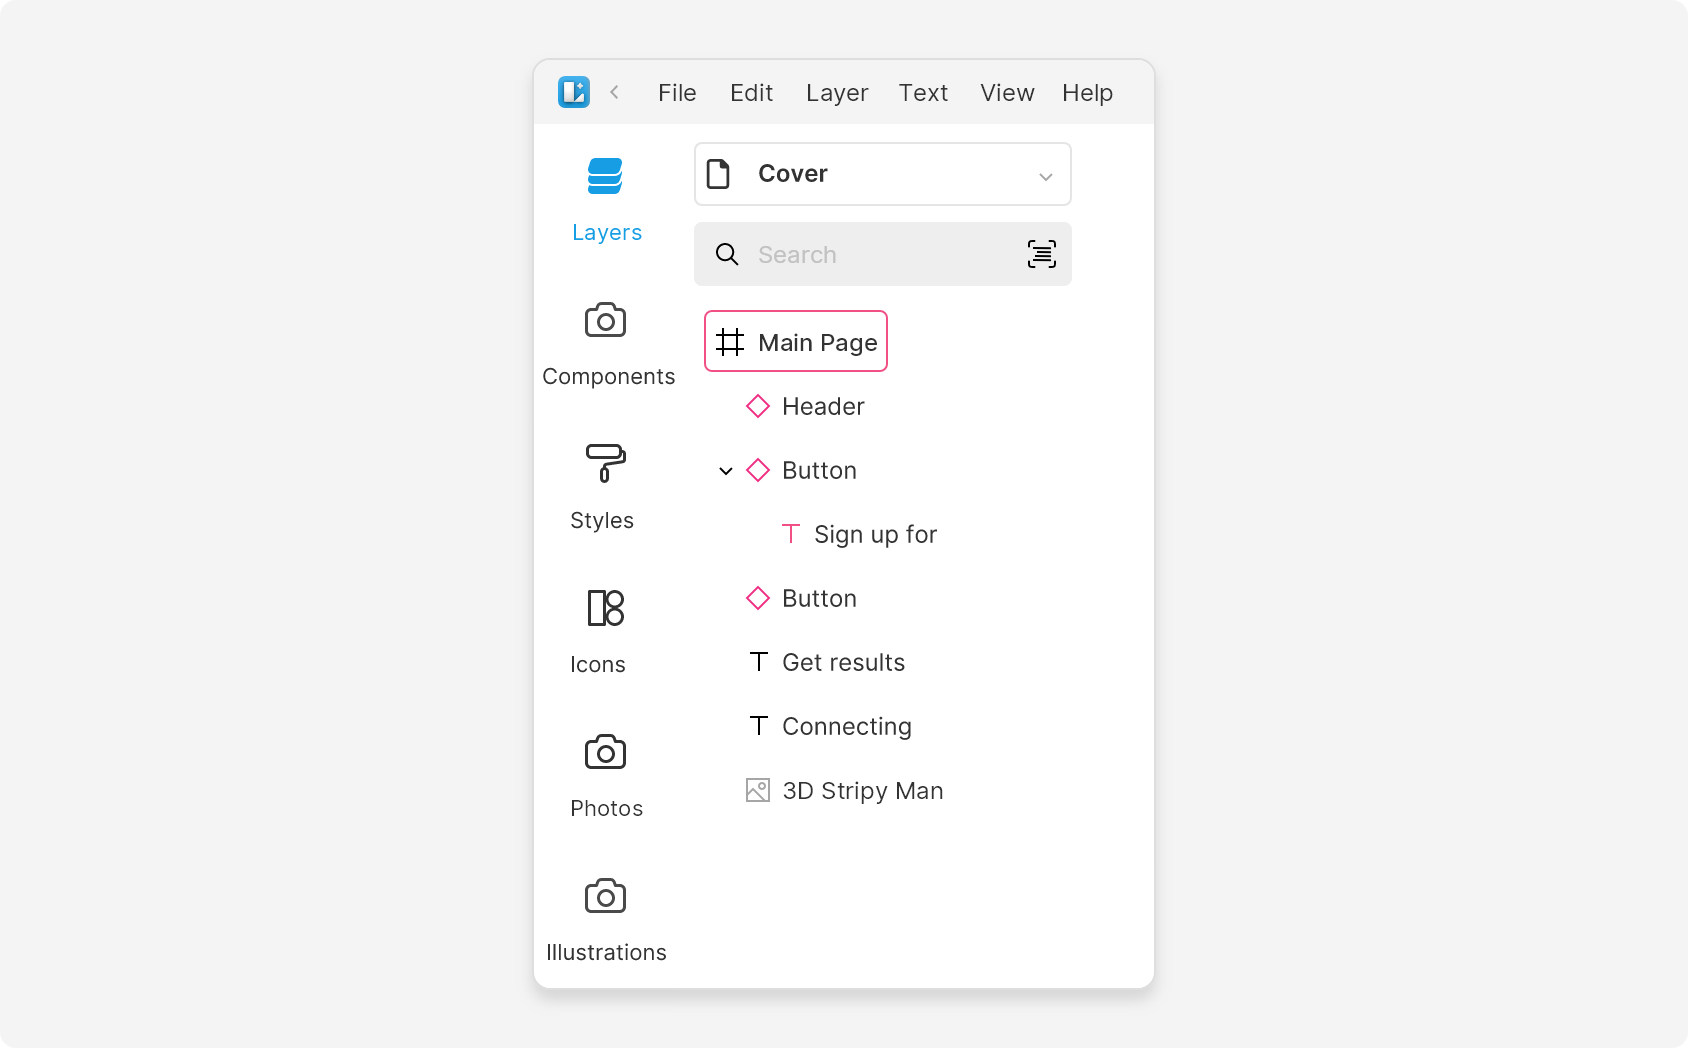 File Edit Layer Text View Help
Layers
Components
Styles
Icons
Photos
Illustrations
Cover
Search
Main Page
Header
Button
Sign up for
Button
Get results
Connecting
3D Stripy Man